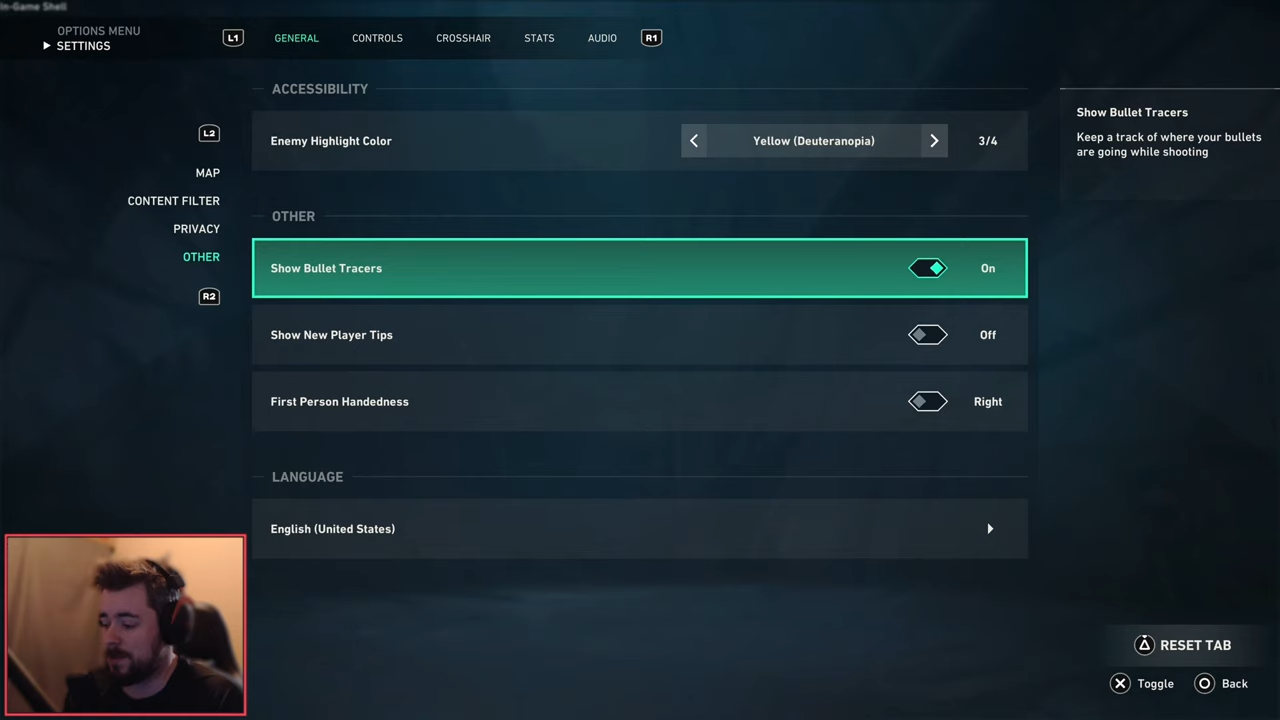 In-Game Shell
OPTIONS MENU
SETTINGS
L1 GENERAL CONTROLS CROSSHAIR STATS AUDIO R1
L2
MAP
CONTENT FILTER
PRIVACY
OTHER
R2
ACCESSIBILITY
Enemy Highlight Color Yellow (Deuteranopia) 3/4
OTHER
Show Bullet Tracers On
Show New Player Tips Off
First Person Handedness Right
LANGUAGE
English (United States)
Show Bullet Tracers
Keep a track of where your bullets
are going while shooting
RESET TAB
Toggle Back